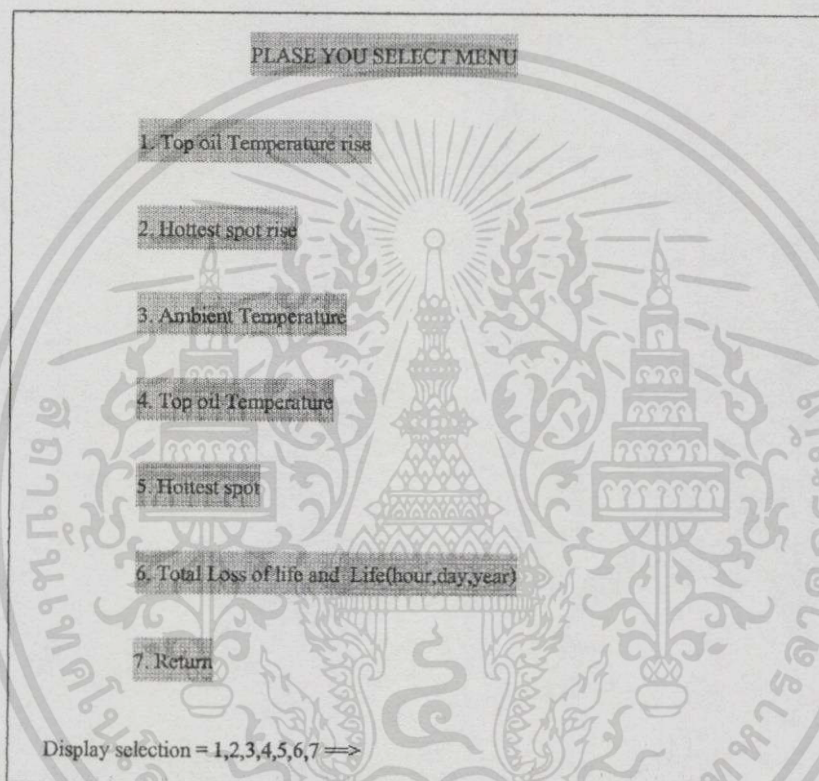 PLASE YOU SELECT MENU
1. Top oil Temperature rise
2. Hottest spot rise
3. Ambient Temperature
4. Top oil Temperature
5. Hottest spot
6. Total Loss of life and Life(hour,day,year)
7. Return
Display selection = 1,2,3,4,5,6,7 ==>